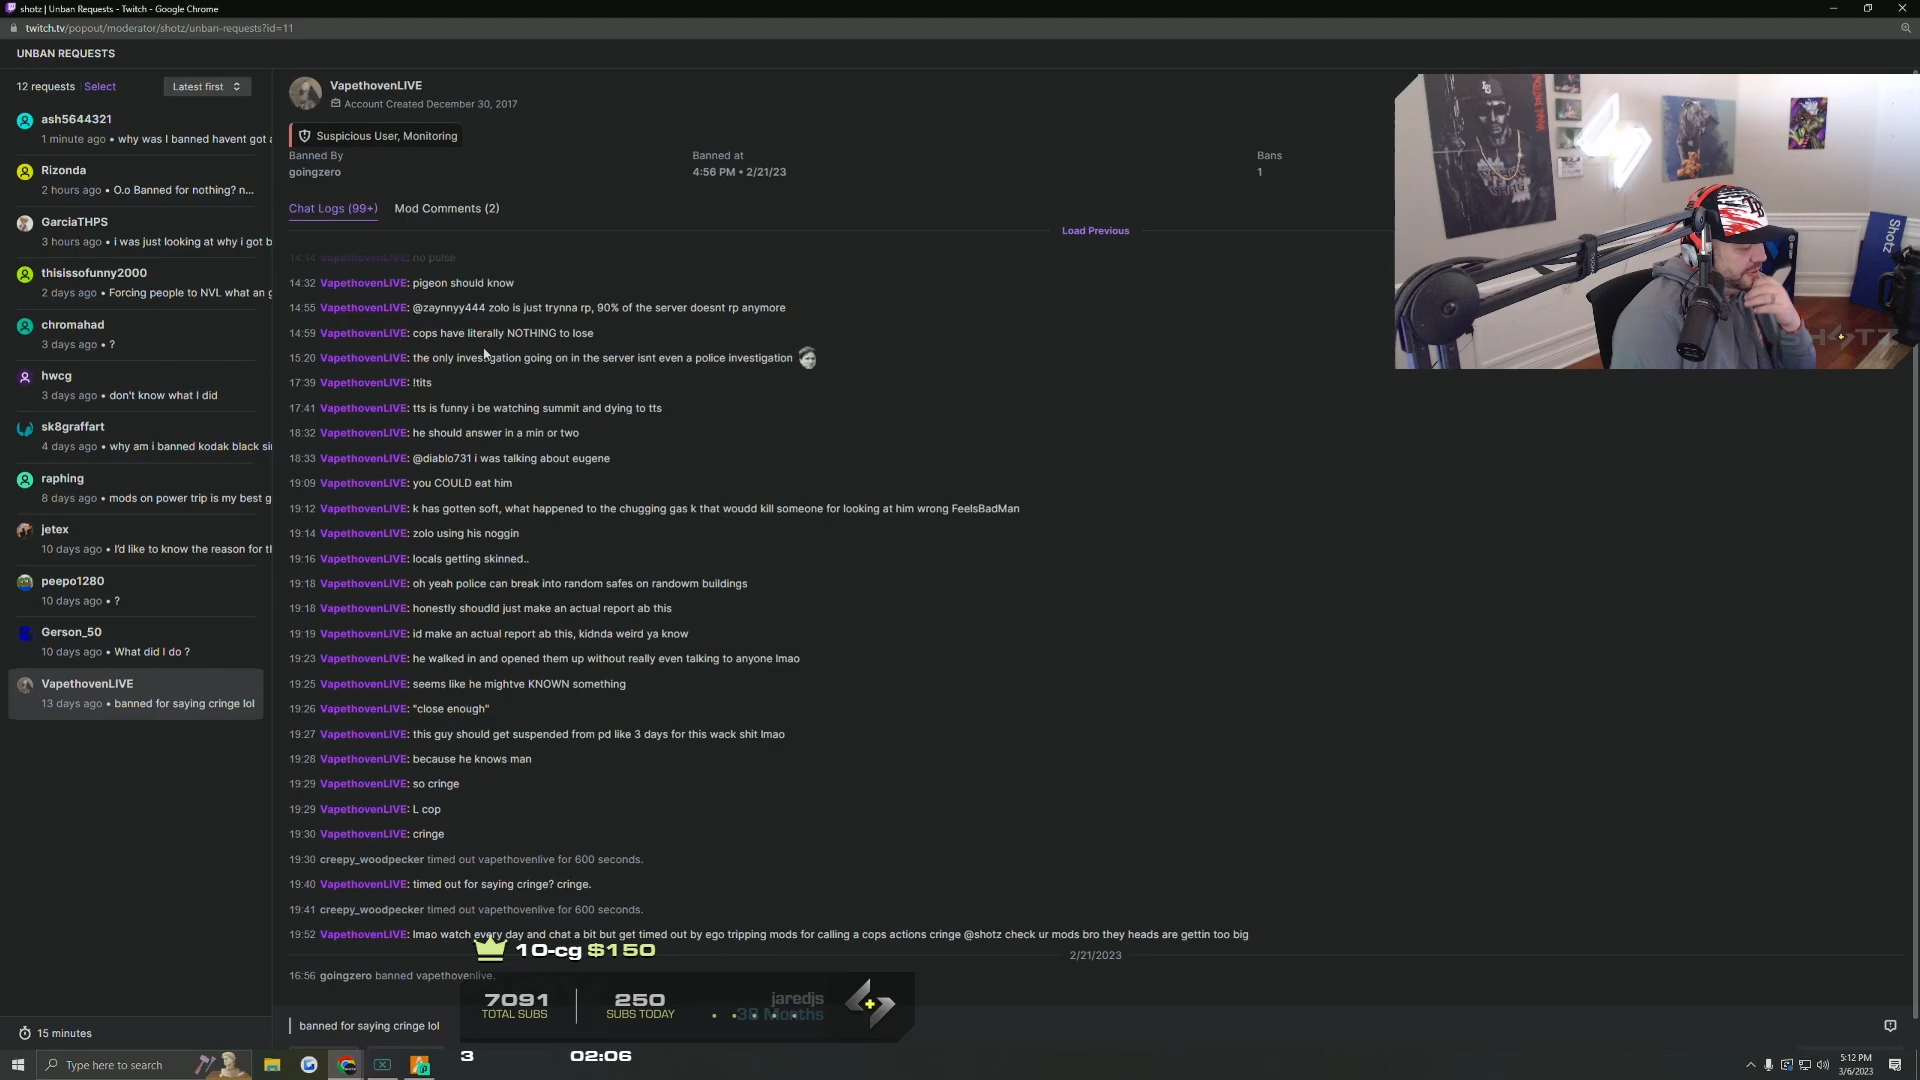 shotz | Unban Requests - Twitch - Google Chrome
twitch.tv/popout/moderator/shotz/unban-requests?id=11
UNBAN REQUESTS
12 requests Select Latest first
ash5644321
1 minute ago • why was I banned havent got a
Rizonda
2 hours ago • O.o Banned for nothing? n...
GarciaTHPS
3 hours ago • i was just looking at why i got b
thisissofunny2000
2 days ago • Forcing people to NVL what an g
chromahad
3 days ago • ?
hwcg
3 days ago • don't know what I did
sk8graffart
4 days ago • why am i banned kodak black si
raphing
8 days ago • mods on power trip is my best g
jetex
10 days ago • I'd like to know the reason for th
peepo1280
10 days ago • ?
Gerson_50
10 days ago • What did I do ?
VapethovenLIVE
13 days ago • banned for saying cringe lol
15 minutes
VapethovenLIVE
Account Created December 30, 2017
Suspicious User, Monitoring
Banned By
goingzero
Banned at
4:56 PM • 2/21/23
Bans
1
Chat Logs (99+) Mod Comments (2)
Load Previous
14:14 VapethovenLIVE: no pulse
14:32 VapethovenLIVE: pigeon should know
14:55 VapethovenLIVE: @zaynnyy444 zolo is just trynna rp, 90% of the server doesnt rp anymore
14:59 VapethovenLIVE: cops have literally NOTHING to lose
15:20 VapethovenLIVE: the only investigation going on in the server isnt even a police investigation
17:39 VapethovenLIVE: !tits
17:41 VapethovenLIVE: tts is funny i be watching summit and dying to tts
18:32 VapethovenLIVE: he should answer in a min or two
18:33 VapethovenLIVE: @diablo731 i was talking about eugene
19:09 VapethovenLIVE: you COULD eat him
19:12 VapethovenLIVE: k has gotten soft, what happened to the chugging gas k that woudd kill someone for looking at him wrong FeelsBadMan
19:14 VapethovenLIVE: zolo using his noggin
19:16 VapethovenLIVE: locals getting skinned..
19:18 VapethovenLIVE: oh yeah police can break into random safes on randowm buildings
19:18 VapethovenLIVE: honestly shoudld just make an actual report ab this
19:19 VapethovenLIVE: id make an actual report ab this, kidnda weird ya know
19:23 VapethovenLIVE: he walked in and opened them up without really even talking to anyone lmao
19:25 VapethovenLIVE: seems like he mightve KNOWN something
19:26 VapethovenLIVE: "close enough"
19:27 VapethovenLIVE: this guy should get suspended from pd like 3 days for this wack shit lmao
19:28 VapethovenLIVE: because he knows man
19:29 VapethovenLIVE: so cringe
19:29 VapethovenLIVE: L cop
19:30 VapethovenLIVE: cringe
19:30 creepy_woodpecker timed out vapethovenlive for 600 seconds.
19:40 VapethovenLIVE: timed out for saying cringe? cringe.
19:41 creepy_woodpecker timed out vapethovenlive for 600 seconds.
19:52 VapethovenLIVE: lmao watch every day and chat a bit but get timed out by ego tripping mods for calling a cops actions cringe @shotz check ur mods bro they heads are gettin too big
2/21/2023
16:56 goingzero banned vapethovenlive.
banned for saying cringe lol
10-cg $150
7091
TOTAL SUBS
250
SUBS TODAY
jaredjs
38 Months
3 02:06
Shotz
SHOTZ
Type here to search
5:12 PM
3/6/2023